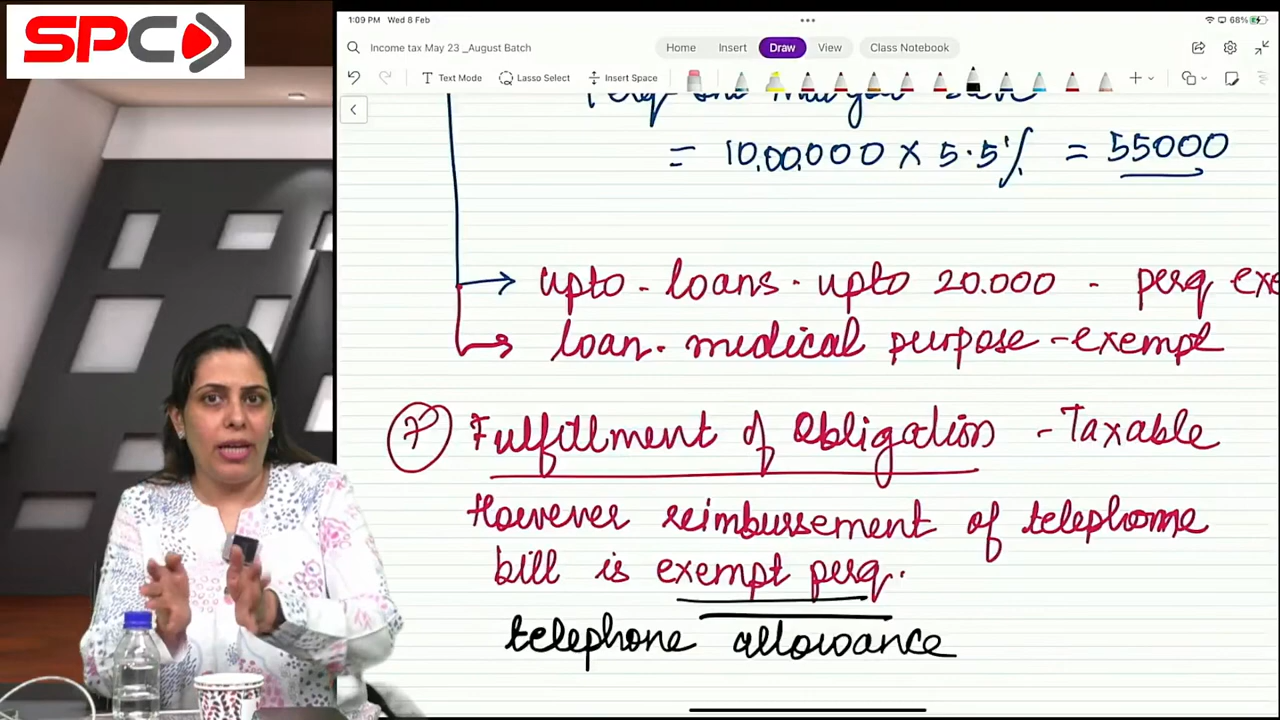 SPC
1:09 PM Wed 8 Feb
68%
Income tax May 23 _August Batch
Home Insert Draw View Class Notebook
Text Mode Lasso Select Insert Space
= 10,00,000 X 5.5% = 55000
upto - loans - upto 20.000 - perq exe
loan - medical purpose - exempt
7 Fulfillment of Obligation - Taxable
However reimbursement of telephone
bill is exempt perq.
telephone allowance